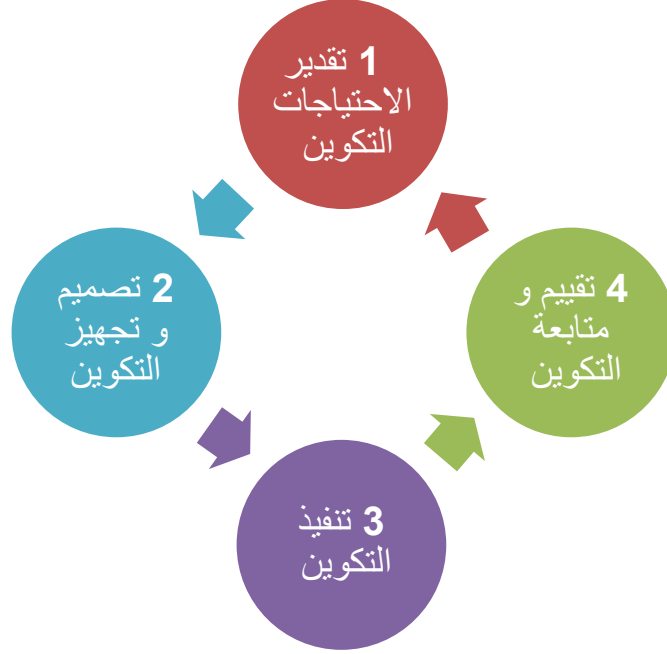 1 تقدير
الاحتياجات
التكوين
2 تصميم
و تجهيز
التكوين
3 تنفيذ
التكوين
4 تقييم و
متابعة
التكوين